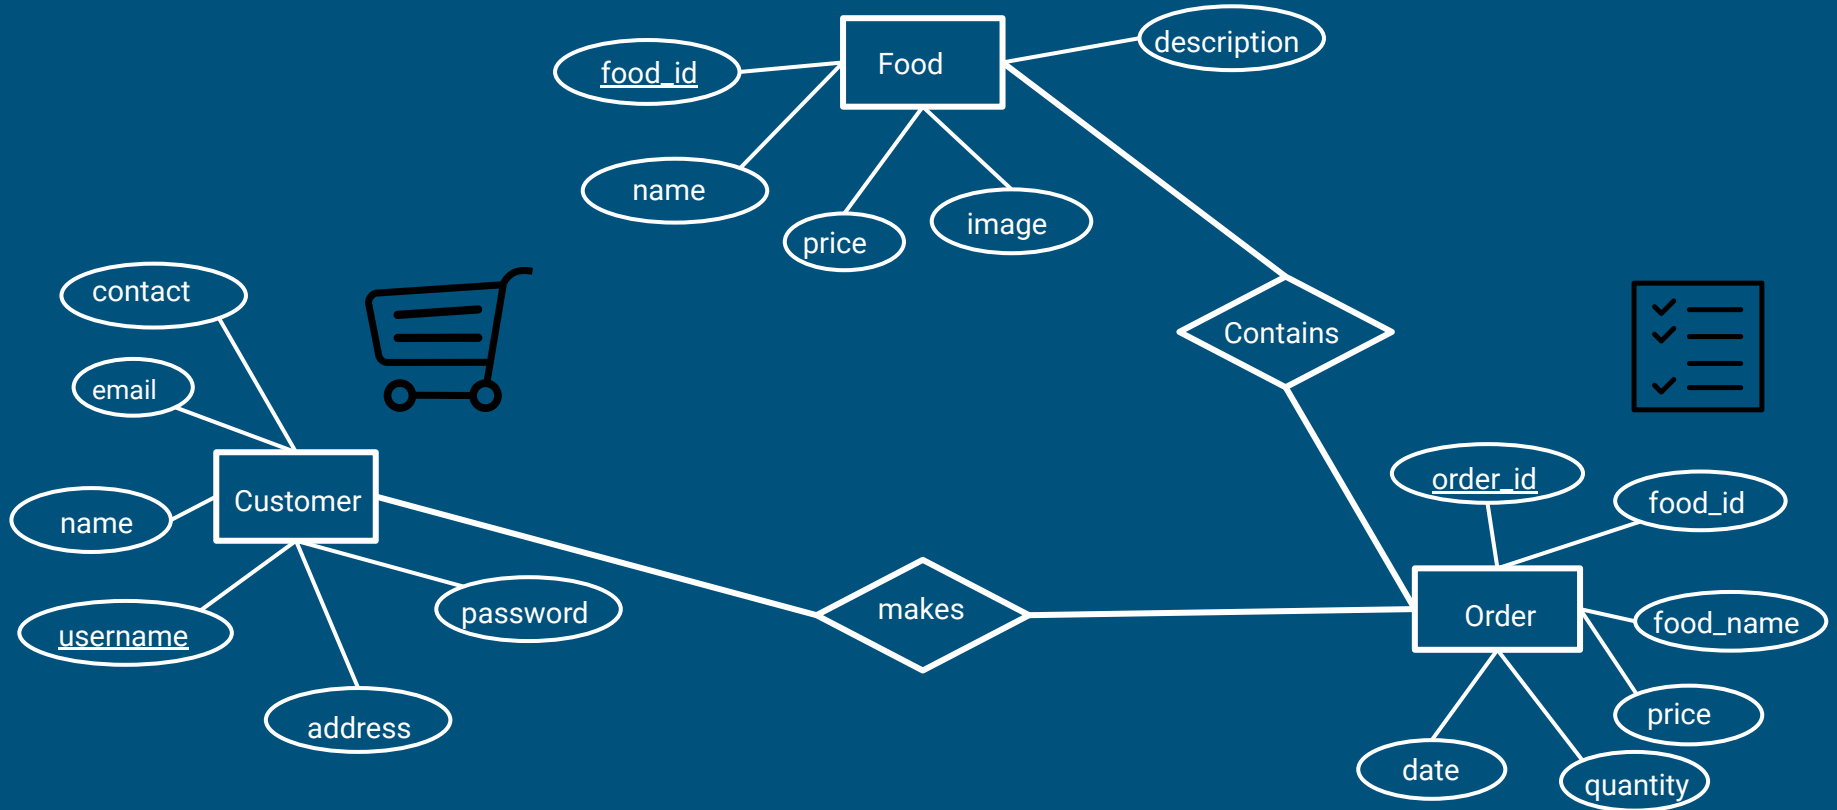 description
Food
food_id
name
image
price
contact
Contains
email
order_id
Customer
food_id
name
makes
password
Order
food_name
username
address
price
date
quantity